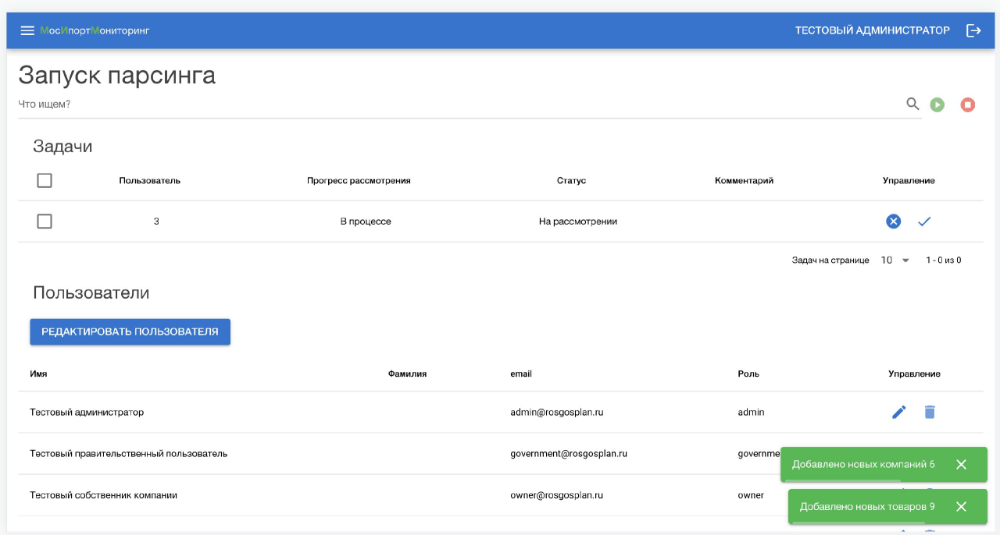 МосИпортМониторинг ТЕСТОВЫЙ АДМИНИСТРАТОР
Запуск парсинга
Что ищем?
Задачи
Пользователь Прогресс рассмотрения Статус Комментарий Управление
3 В процессе На рассмотрении
Задач на странице 10 1 - 0 из 0
Пользователи
РЕДАКТИРОВАТЬ ПОЛЬЗОВАТЕЛЯ
Имя Фамилия email Роль Управление
Тестовый администратор admin@rosgosplan.ru admin
Тестовый правительственный пользователь government@rosgosplan.ru governme
Добавлено новых компаний 6
Тестовый собственник компании owner@rosgosplan.ru owner
Добавлено новых товаров 9